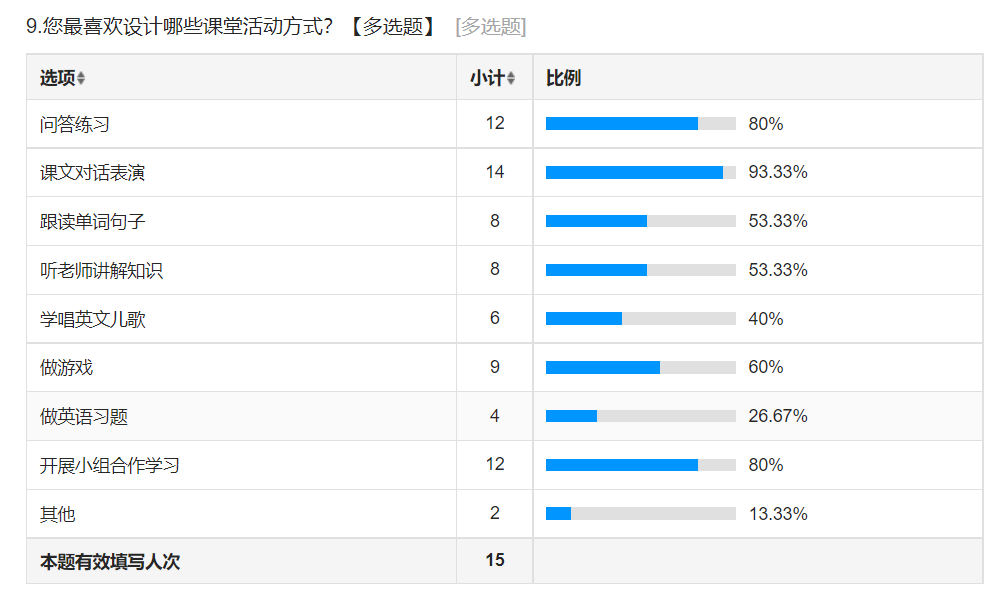 9.您最喜欢设计哪些课堂活动方式？【多选题】 [多选题]
选项 小计 比例
问答练习 12 80%
课文对话表演 14 93.33%
跟读单词句子 8 53.33%
听老师讲解知识 8 53.33%
学唱英文儿歌 6 40%
做游戏 9 60%
做英语习题 4 26.67%
开展小组合作学习 12 80%
其他 2 13.33%
本题有效填写人次 15